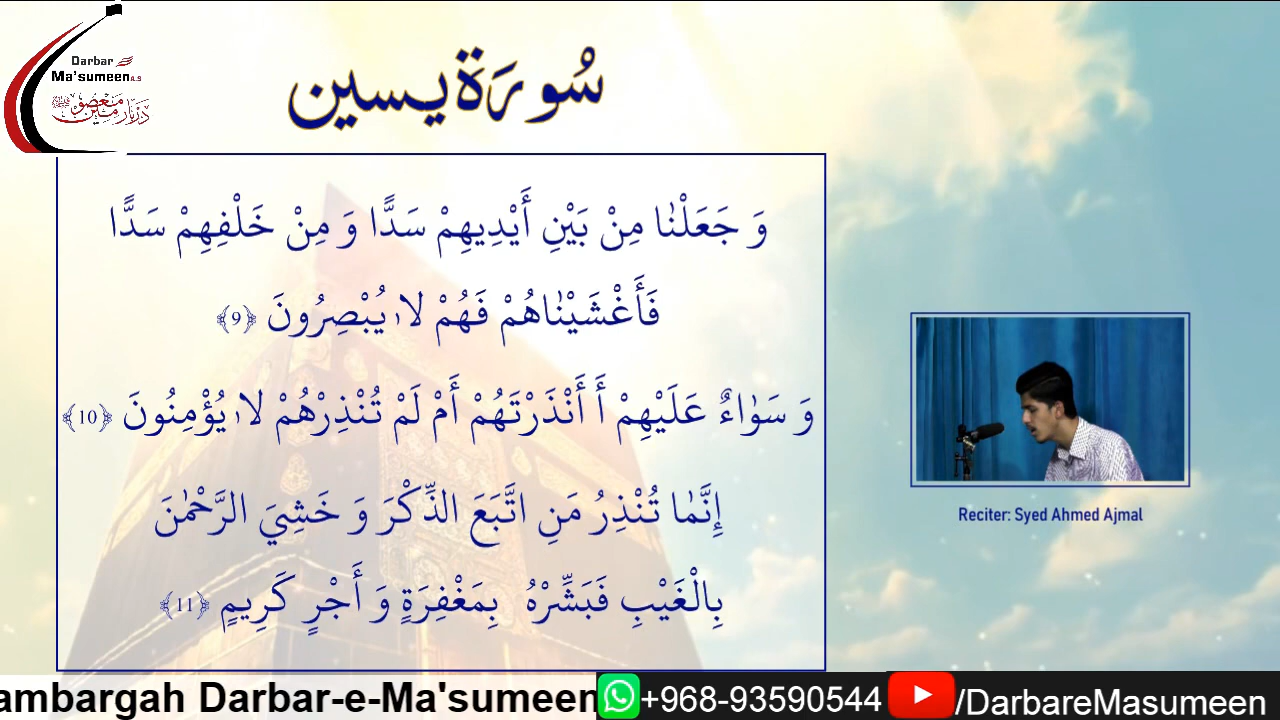 Darbar
Ma'sumeen A.S
دربار معصومین
سُورَة يسين
وَ جَعَلْنٰا مِنْ بَيْنِ أَيْدِيهِمْ سَدًّا وَ مِنْ خَلْفِهِمْ سَدًّا
فَأَغْشَيْنٰاهُمْ فَهُمْ لاٰ يُبْصِرُونَ ﴿9﴾
وَ سَوٰاءٌ عَلَيْهِمْ أَ أَنْذَرْتَهُمْ أَمْ لَمْ تُنْذِرْهُمْ لاٰ يُؤْمِنُونَ ﴿10﴾
إِنَّمٰا تُنْذِرُ مَنِ اتَّبَعَ الذِّكْرَ وَ خَشِيَ الرَّحْمٰنَ
بِالْغَيْبِ فَبَشِّرْهُ بِمَغْفِرَةٍ وَ أَجْرٍ كَرِيمٍ ﴿11﴾
Reciter: Syed Ahmed Ajmal
ambargah Darbar-e-Ma'sumeen
+968-93590544
/DarbareMasumeen